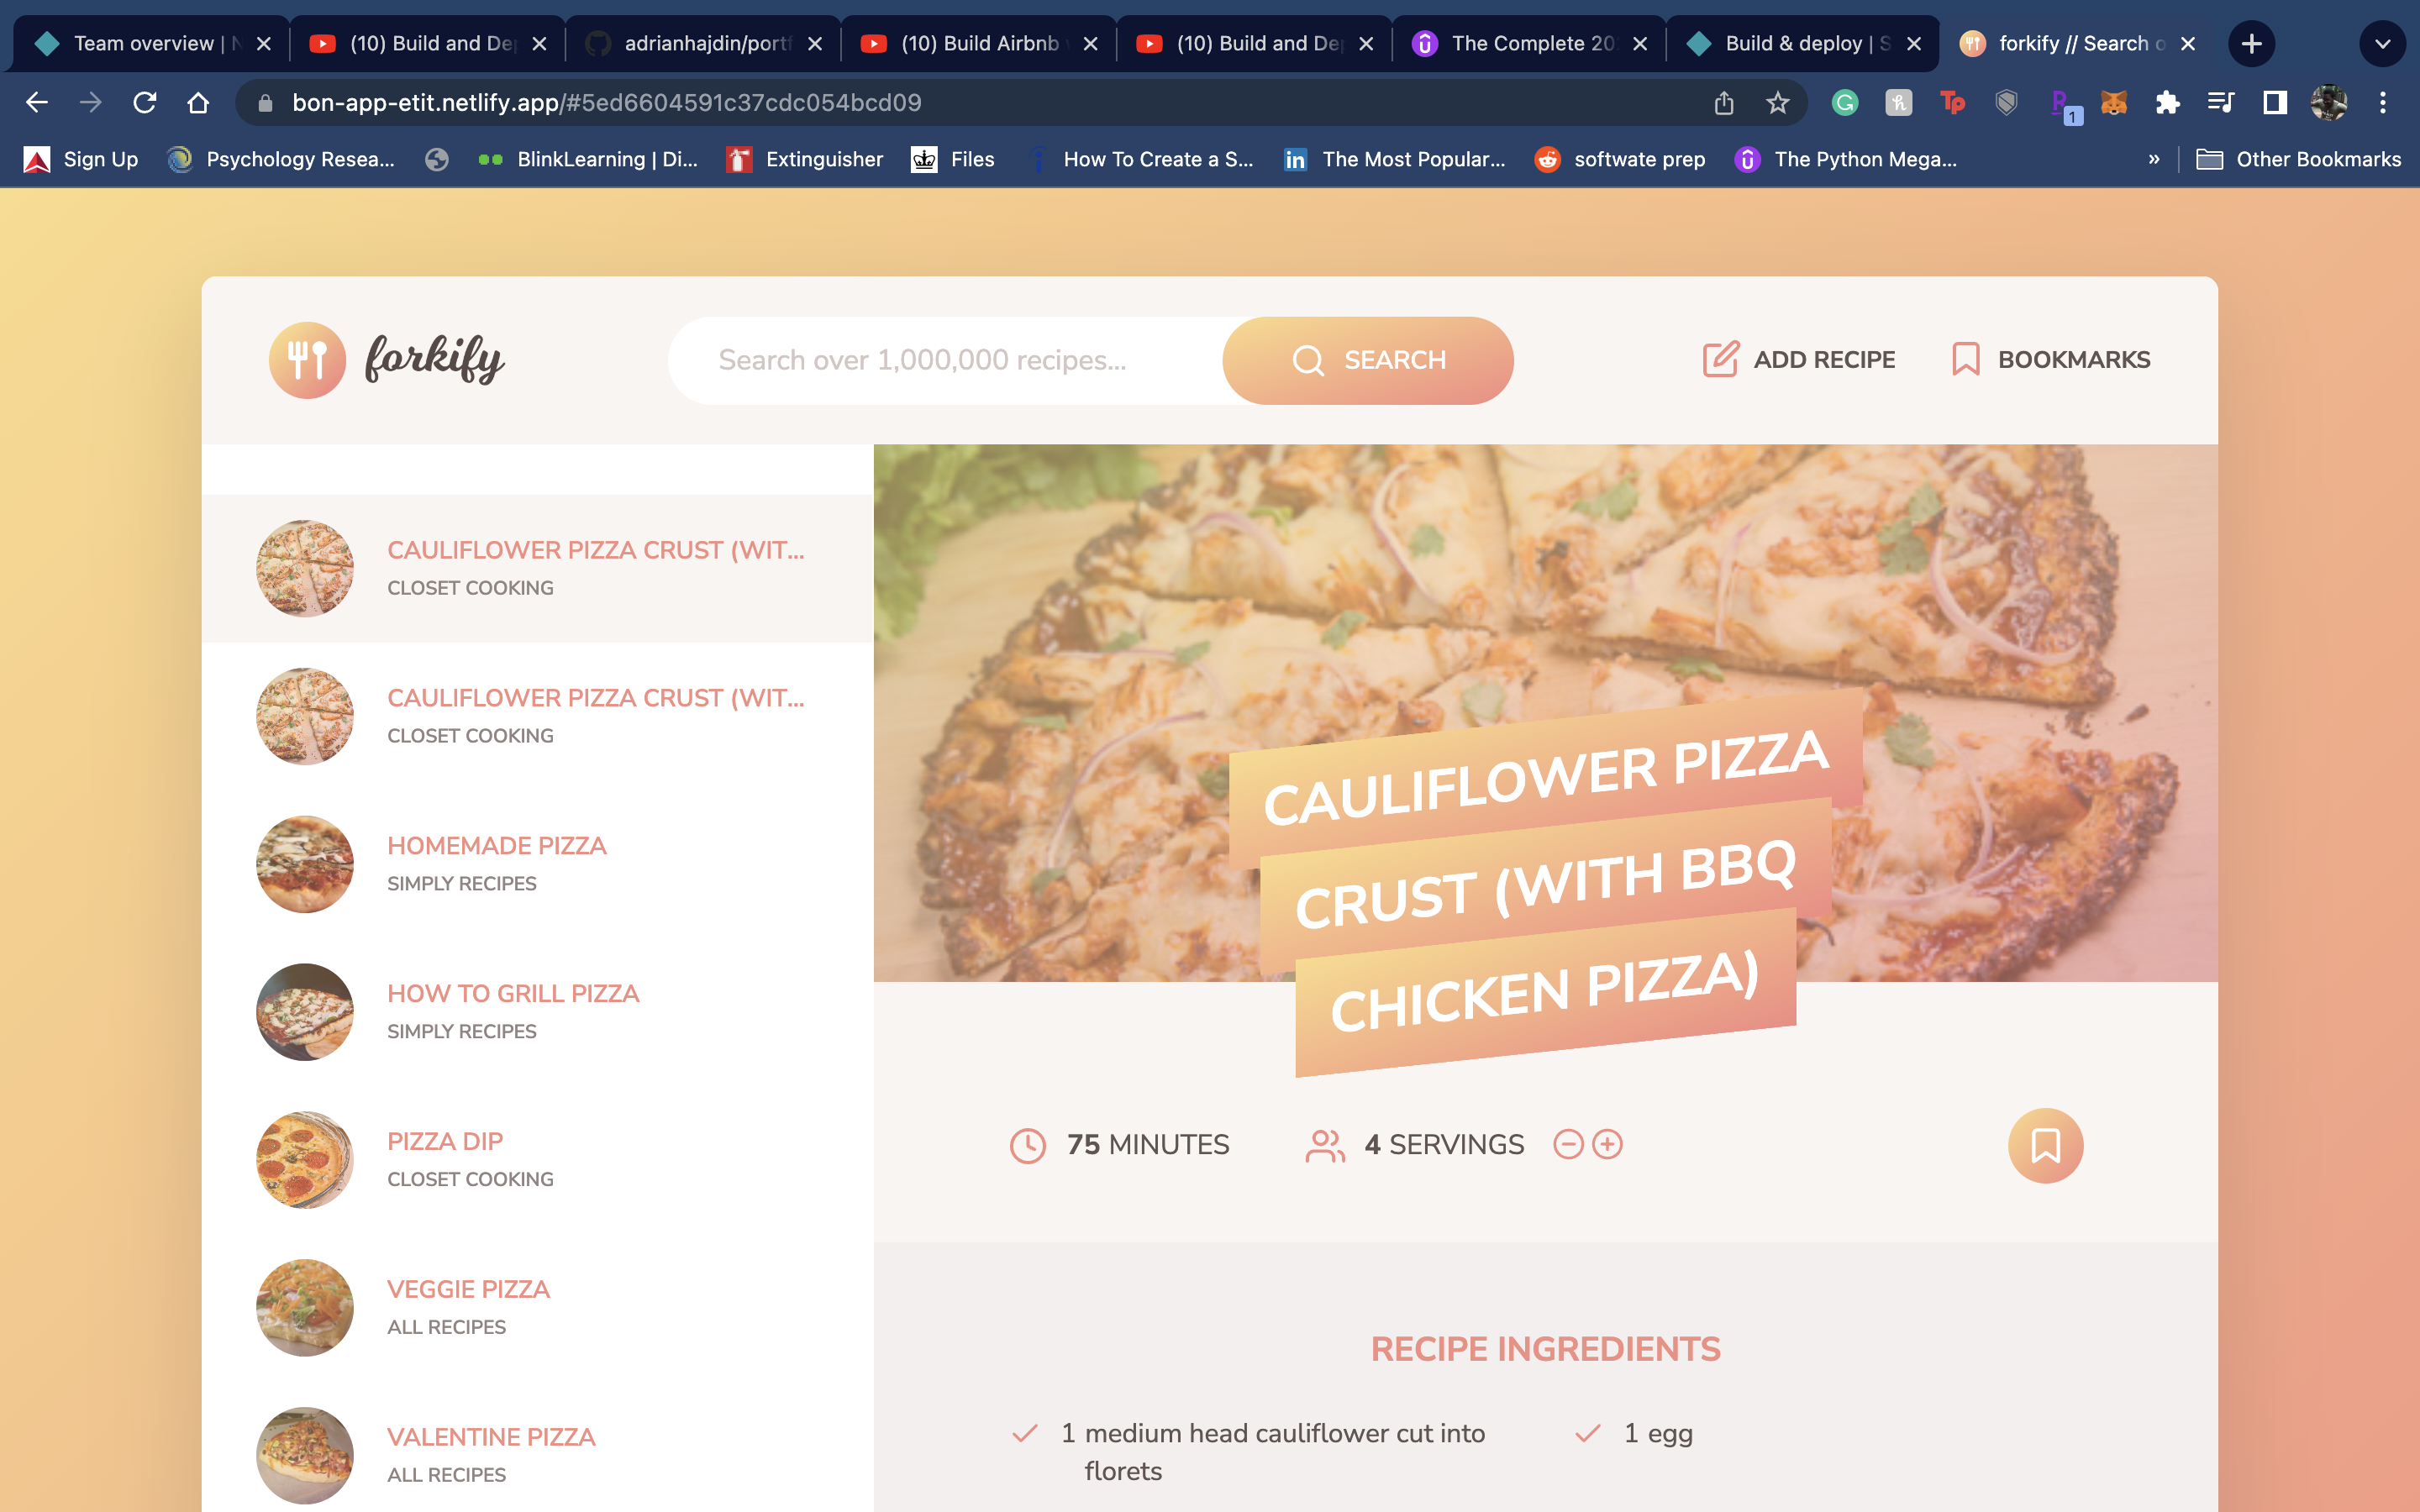 Team overview | N
(10) Build and Dep
adrianhajdin/portf
(10) Build Airbnb w
(10) Build and Dep
The Complete 20
Build & deploy | S
forkify // Search o
bon-app-etit.netlify.app/#5ed6604591c37cdc054bcd09
1
Sign Up
Psychology Resea...
BlinkLearning | Di...
Extinguisher
Files
How To Create a S...
The Most Popular...
softwate prep
The Python Mega...
»
Other Bookmarks
forkify
Search over 1,000,000 recipes...
SEARCH
ADD RECIPE
BOOKMARKS
CAULIFLOWER PIZZA CRUST (WIT...
CLOSET COOKING
CAULIFLOWER PIZZA CRUST (WIT...
CLOSET COOKING
HOMEMADE PIZZA
SIMPLY RECIPES
HOW TO GRILL PIZZA
SIMPLY RECIPES
PIZZA DIP
CLOSET COOKING
VEGGIE PIZZA
ALL RECIPES
VALENTINE PIZZA
ALL RECIPES
CAULIFLOWER PIZZA
CRUST (WITH BBQ
CHICKEN PIZZA)
75 MINUTES
4 SERVINGS
RECIPE INGREDIENTS
1 medium head cauliflower cut into
florets
1 egg